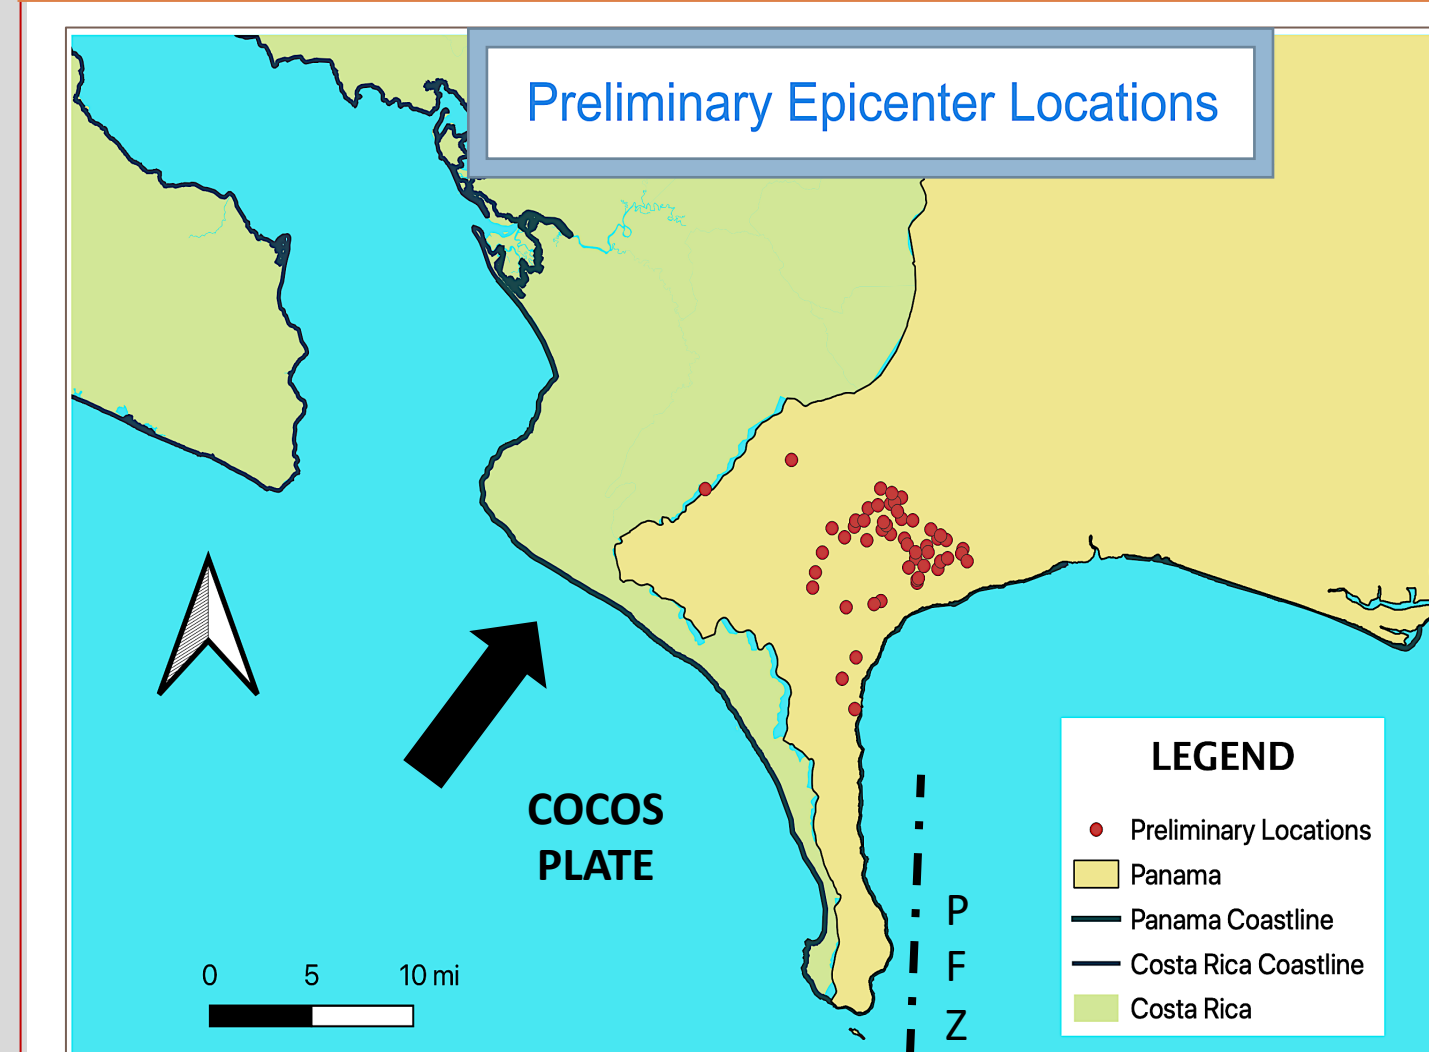 Preliminary Epicenter Locations
COCOS
PLATE
P
F
Z
0 5 10 mi
LEGEND
Preliminary Locations
Panama
Panama Coastline
Costa Rica Coastline
Costa Rica